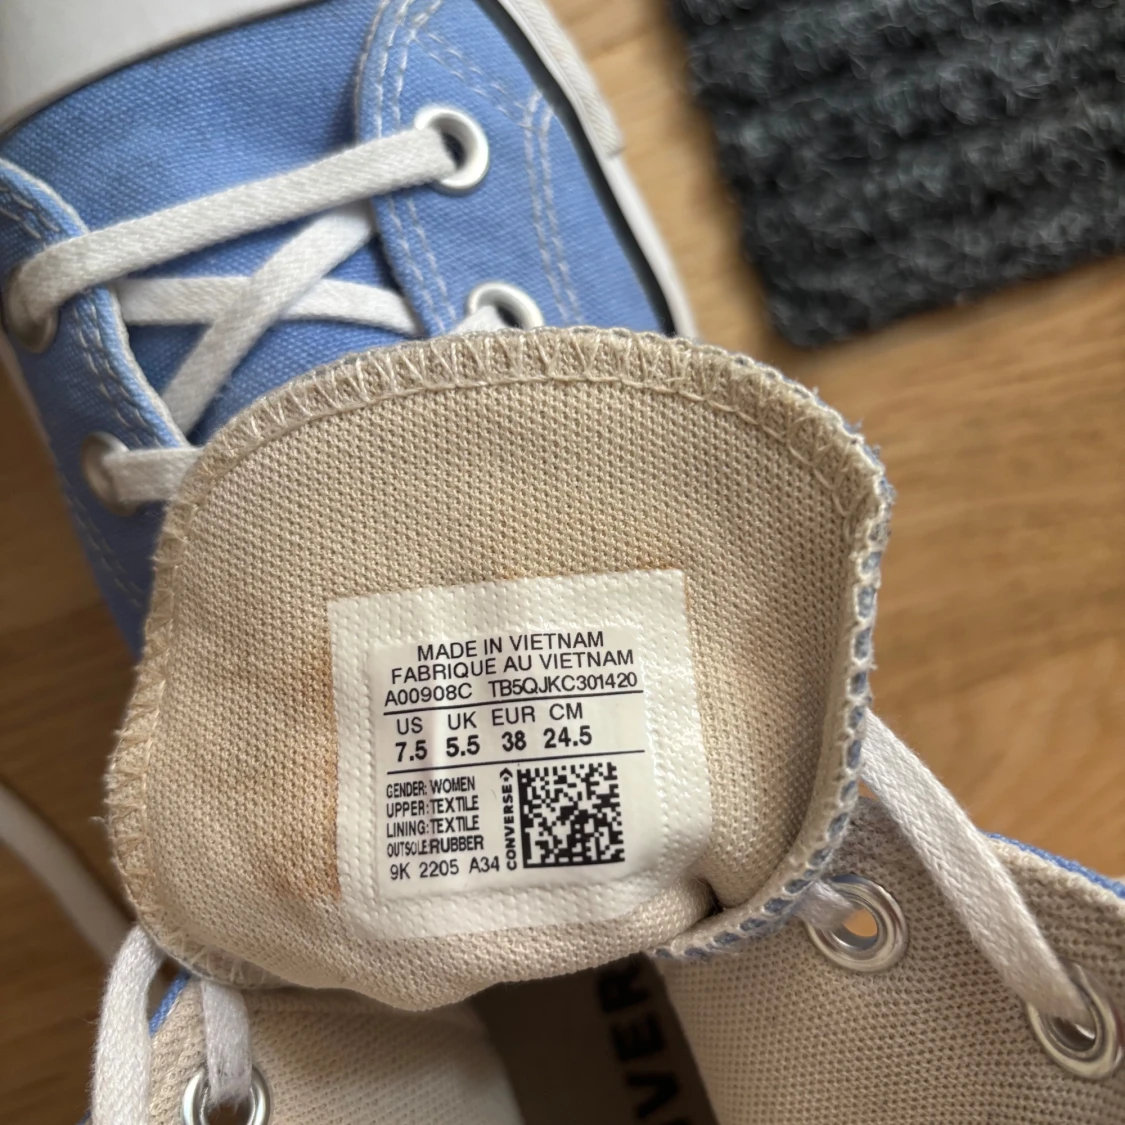 MADE IN VIETNAM
FABRIQUE AU VIETNAM
A00908C TB5QJKC301420
US UK EUR CM
7.5 5.5 38 24.5
GENDER: WOMEN
UPPER: TEXTILE
LINING: TEXTILE
OUTSOLE: RUBBER
9K 2205 A34
CONVERSE
VER